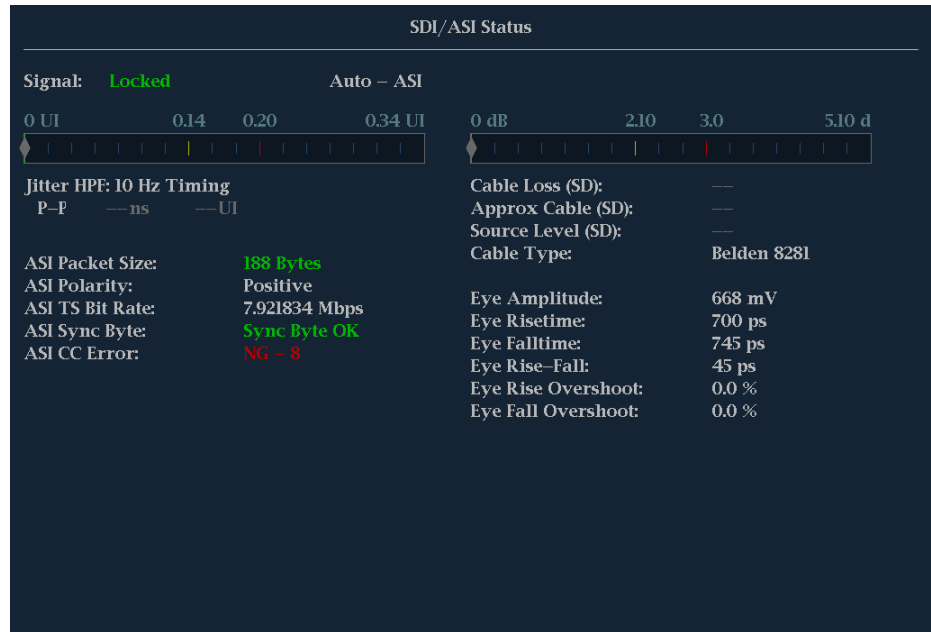 SDI/ASI Status
Signal: Locked Auto – ASI
0 UI 0.14 0.20 0.34 UI
Jitter HPF: 10 Hz Timing
P–P ––ns ––UI
ASI Packet Size: 188 Bytes
ASI Polarity: Positive
ASI TS Bit Rate: 7.921834 Mbps
ASI Sync Byte: Sync Byte OK
ASI CC Error: NG – 8
0 dB 2.10 3.0 5.10 d
Cable Loss (SD): ––
Approx Cable (SD): ––
Source Level (SD): ––
Cable Type: Belden 8281
Eye Amplitude: 668 mV
Eye Risetime: 700 ps
Eye Falltime: 745 ps
Eye Rise–Fall: 45 ps
Eye Rise Overshoot: 0.0 %
Eye Fall Overshoot: 0.0 %